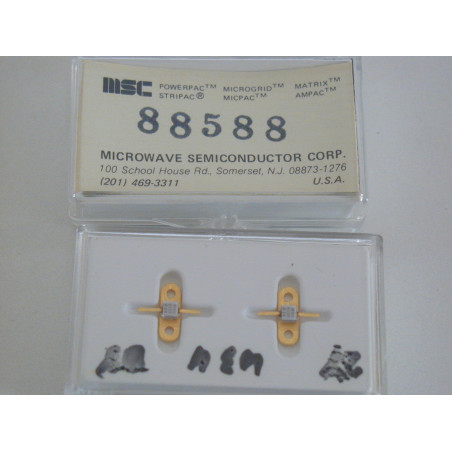 MSC POWERPAC™ MICROGRID™ MATRIX™
STRIPAC® MICPAC™ AMPAC™
88588
MICROWAVE SEMICONDUCTOR CORP.
100 School House Rd., Somerset, N.J. 08873-1276
(201) 469-3311 U.S.A.